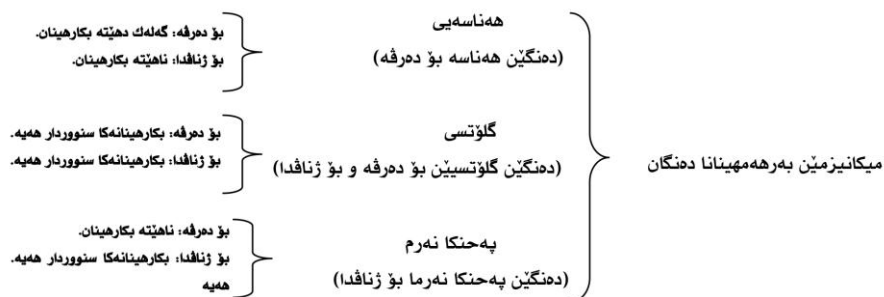 میکانیزمێن بەرهەمهینانا دەنگان
هەناسەیی
(دەنگێن هەناسە بۆ دەرڤە)
بۆ دەرڤە: گەلەك دهێتە بکارهینان.
بۆ ژناڤدا: ناهێتە بکارهینان.
گلۆتسی
(دەنگێن گلۆتسیێن بۆ دەرڤە و بۆ ژناڤدا)
بۆ دەرڤە: بکارهینانەکا سنووردار هەیە.
بۆ ژناڤدا: بکارهینانەکا سنووردار هەیە.
پەحنکا نەرم
(دەنگێن پەحنکا نەرما بۆ ژناڤدا)
بۆ دەرڤە: ناهێتە بکارهینان.
بۆ ژناڤدا: بکارهینانەکا سنووردار هەیە.
هەیە